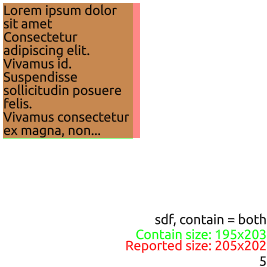 Lorem ipsum dolor
sit amet
Consectetur
adipiscing elit.
Vivamus id.
Suspendisse
sollicitudin posuere
felis.
Vivamus consectetur
ex magna, non...
sdf, contain = both
Contain size: 195x203
Reported size: 205x202
5